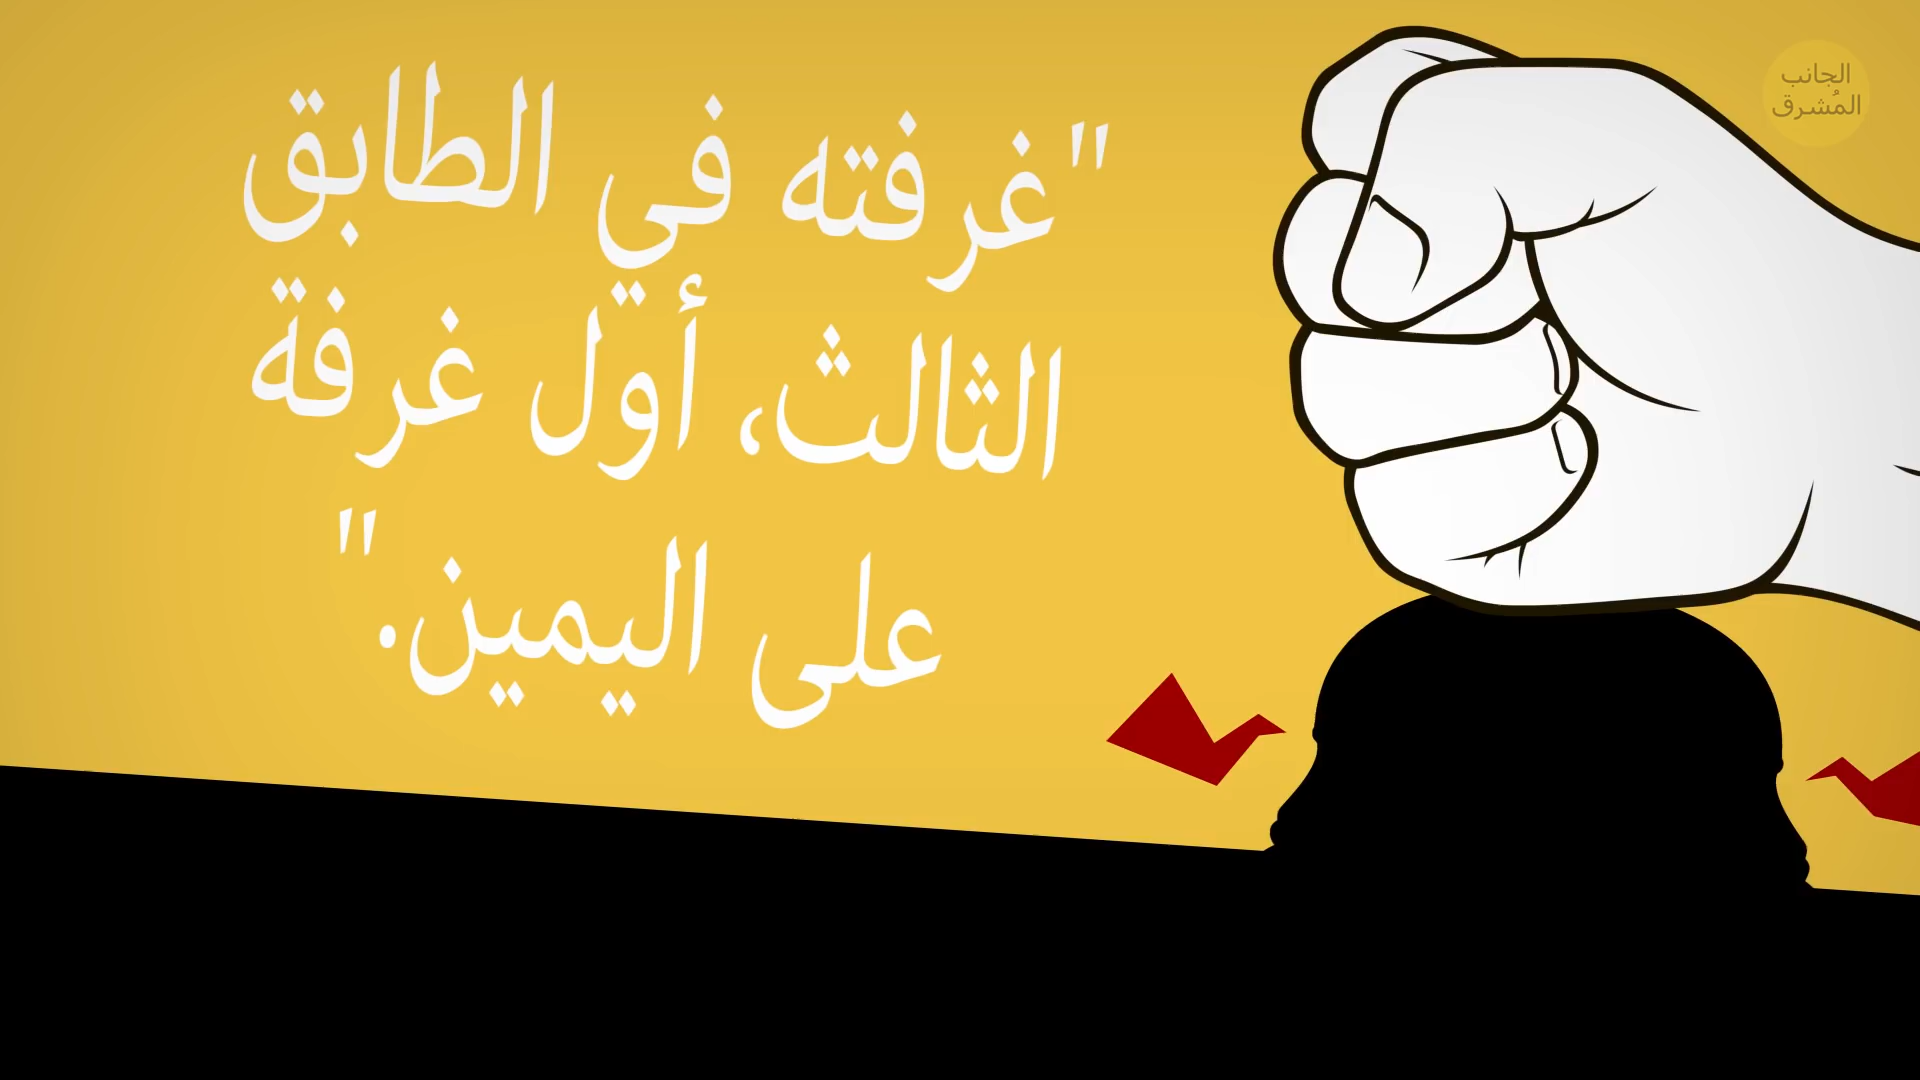 "غرفته في الطابق
الثالث، أول غرفة
على اليمين."
الجانب
المُشرق